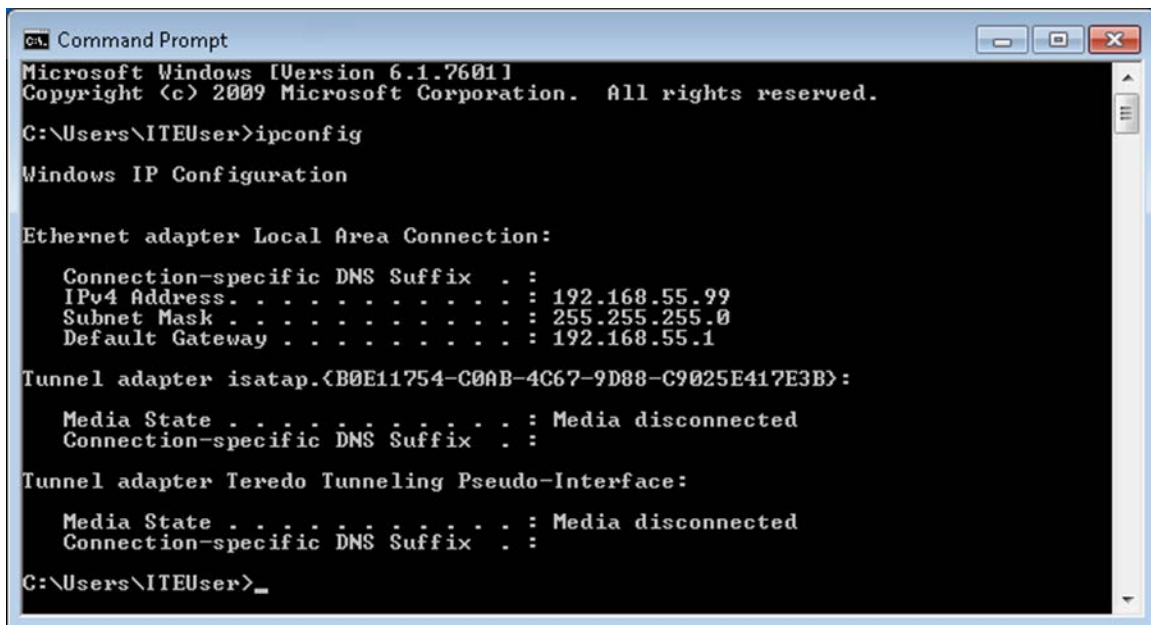 Command Prompt
Microsoft Windows [Version 6.1.7601]
Copyright (c) 2009 Microsoft Corporation.  All rights reserved.
C:\Users\ITEUser>ipconfig
Windows IP Configuration
Ethernet adapter Local Area Connection:
Connection-specific DNS Suffix  . :
IPv4 Address. . . . . . . . . . . : 192.168.55.99
Subnet Mask . . . . . . . . . . . : 255.255.255.0
Default Gateway . . . . . . . . . : 192.168.55.1
Tunnel adapter isatap.{B0E11754-C0AB-4C67-9D88-C9025E417E3B}:
Media State . . . . . . . . . . . : Media disconnected
Connection-specific DNS Suffix  . :
Tunnel adapter Teredo Tunneling Pseudo-Interface:
Media State . . . . . . . . . . . : Media disconnected
Connection-specific DNS Suffix  . :
C:\Users\ITEUser>_